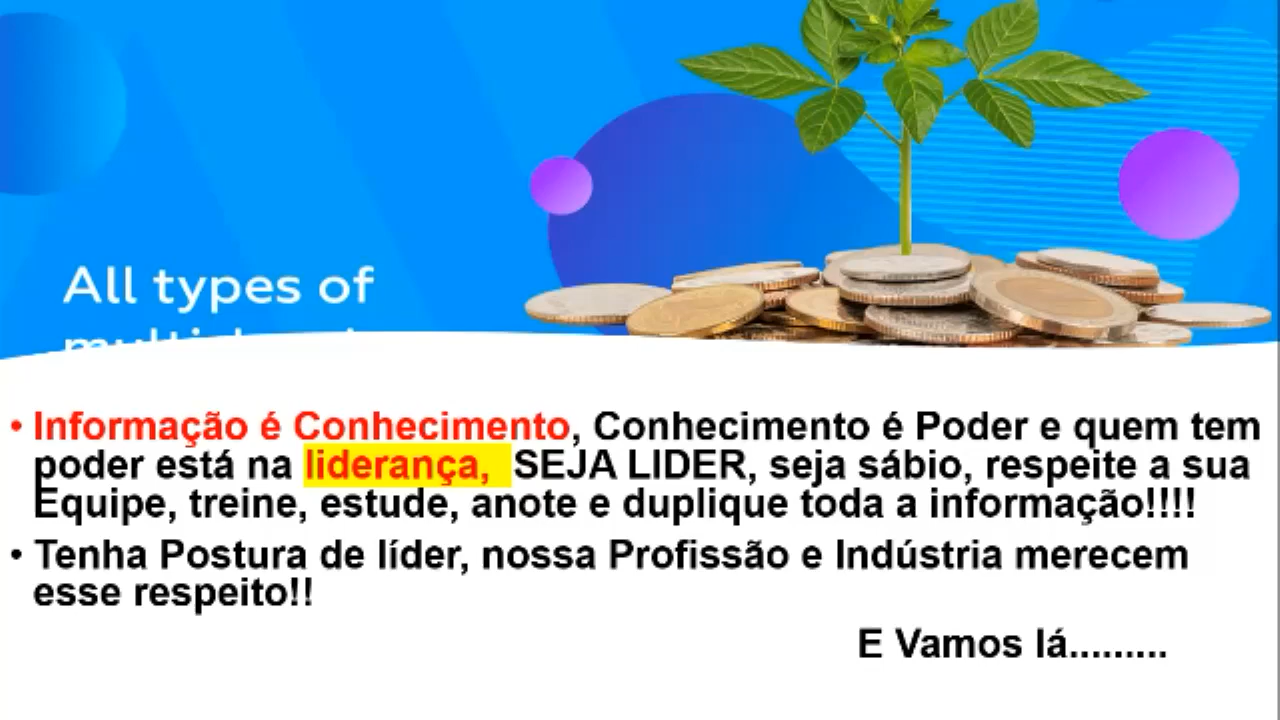 All types of
• Informação é Conhecimento, Conhecimento é Poder e quem tem
poder está na liderança, SEJA LIDER, seja sábio, respeite a sua
Equipe, treine, estude, anote e duplique toda a informação!!!!
• Tenha Postura de líder, nossa Profissão e Indústria merecem
esse respeito!!
E Vamos lá.........